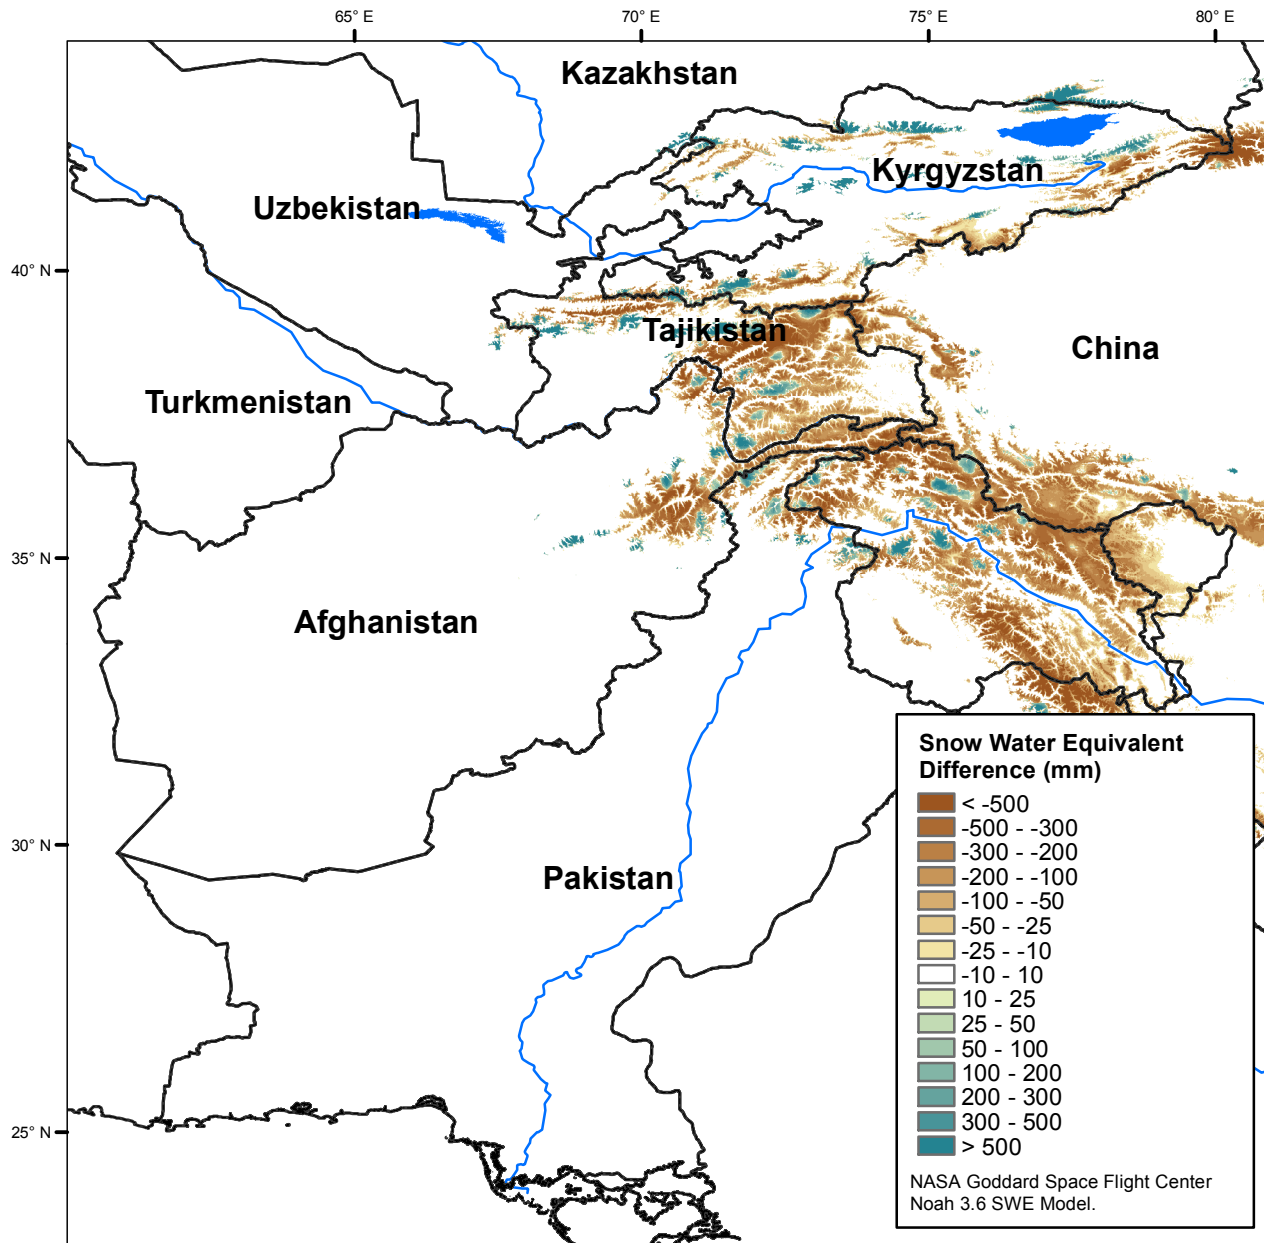 65° E
70° E
75° E
80° E
Kazakhstan
Kyrgyzstan
Uzbekistan
40° N
Tajikistan
China
Turkmenistan
35° N
Afghanistan
30° N
Pakistan
25° N
Snow Water Equivalent
Difference (mm)
< -500
-500 - -300
-300 - -200
-200 - -100
-100 - -50
-50 - -25
-25 - -10
-10 - 10
10 - 25
25 - 50
50 - 100
100 - 200
200 - 300
300 - 500
> 500
NASA Goddard Space Flight Center
Noah 3.6 SWE Model.